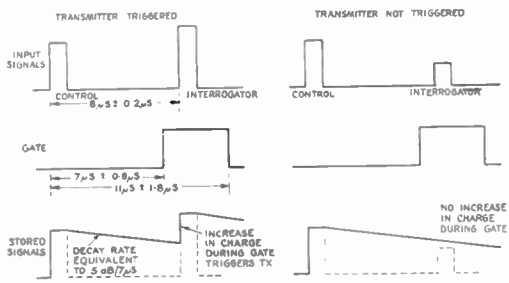 TRANSMITTER TRIGGERED
TRANSMITTER NOT TRIGGERED
INPUT
SIGNALS
CONTROL
INTERROGATOR
8µS ± 0·2µS
CONTROL
INTERROGATOR
GATE
7µS ± 0·8µS
11µS ± 1·8µS
STORED
SIGNALS
DECAY RATE
EQUIVALENT
TO 5 dB/7µS
INCREASE
IN CHARGE
DURING GATE
TRIGGERS TX
NO INCREASE
IN CHARGE
DURING GATE